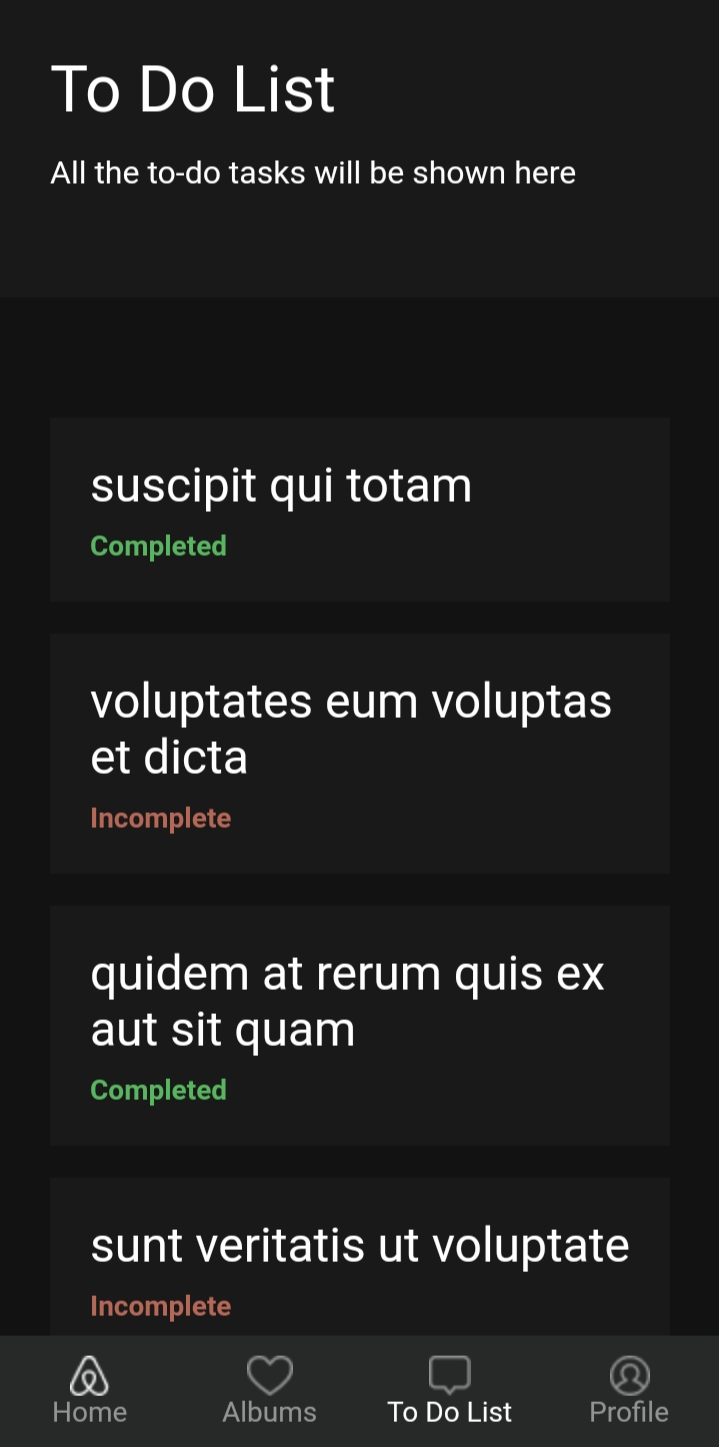 To Do List
All the to-do tasks will be shown here
suscipit qui totam
Completed
voluptates eum voluptas
et dicta
Incomplete
quidem at rerum quis ex
aut sit quam
Completed
sunt veritatis ut voluptate
Incomplete
Home
Albums
To Do List
Profile